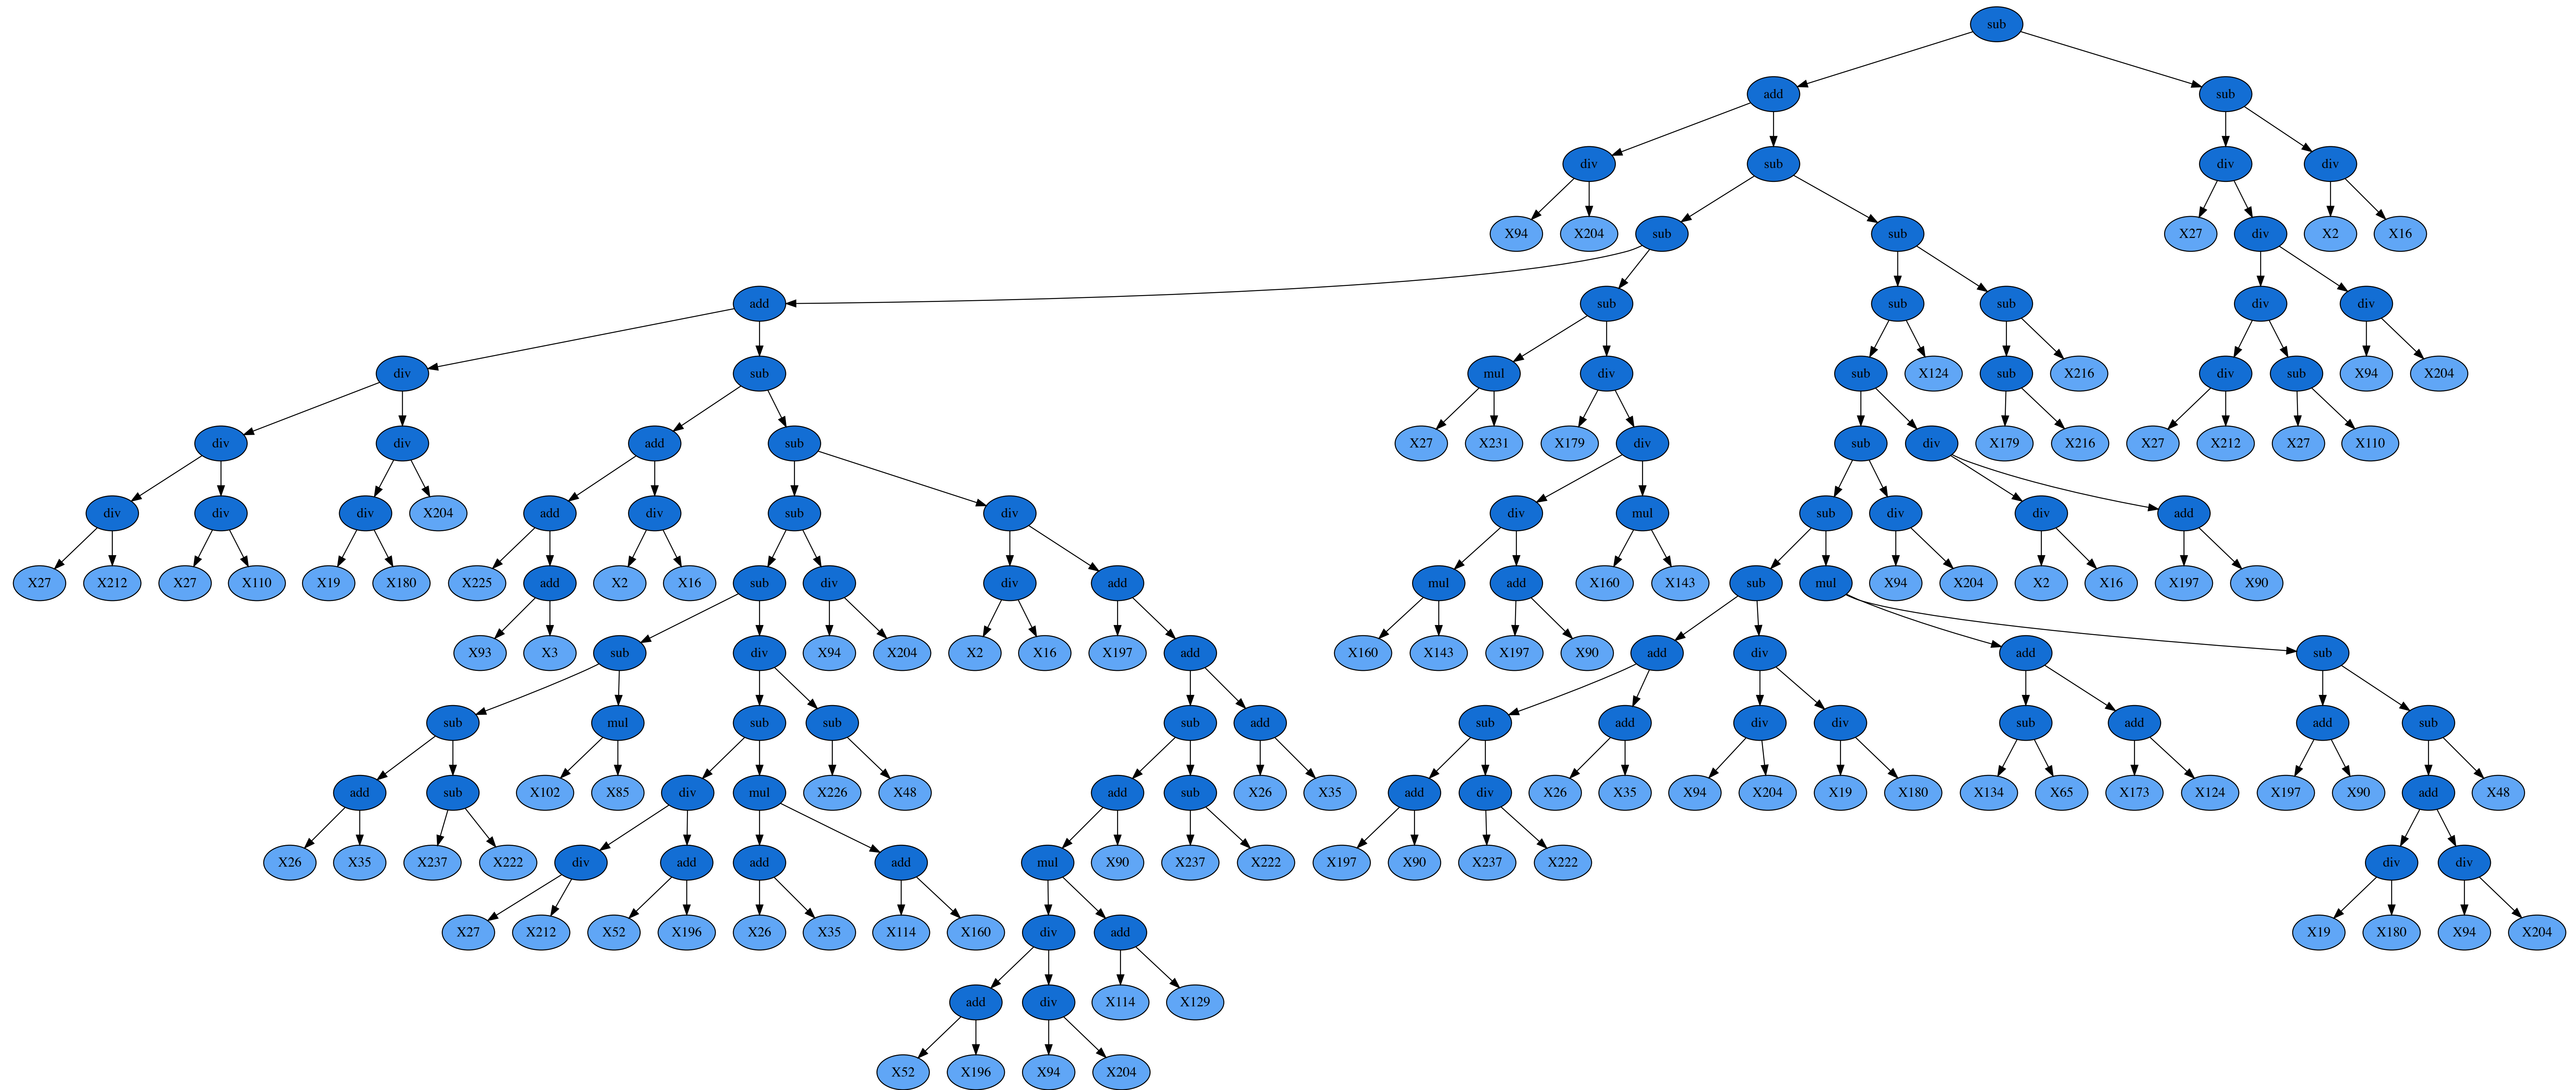 sub
add sub
div sub div div
X94 X204 sub sub X27 div X2 X16
add sub sub sub div div
div sub mul div sub X124 sub X216 div sub X94 X204
div div add sub X27 X231 X179 div sub div X179 X216 X27 X212 X27 X110
div div div X204 add div sub div div mul sub div div add
X27 X212 X27 X110 X19 X180 X225 add X2 X16 sub div div add mul add X160 X143 sub mul X94 X204 X2 X16 X197 X90
X93 X3 sub div X94 X204 X2 X16 X197 add X160 X143 X197 X90 add div add sub
sub mul sub sub sub add sub add div div sub add add sub
add sub X102 X85 div mul X226 X48 add sub X26 X35 add div X26 X35 X94 X204 X19 X180 X134 X65 X173 X124 X197 X90 add X48
X26 X35 X237 X222 div add add add mul X90 X237 X222 X197 X90 X237 X222 div div
X27 X212 X52 X196 X26 X35 X114 X160 div add X19 X180 X94 X204
add div X114 X129
X52 X196 X94 X204